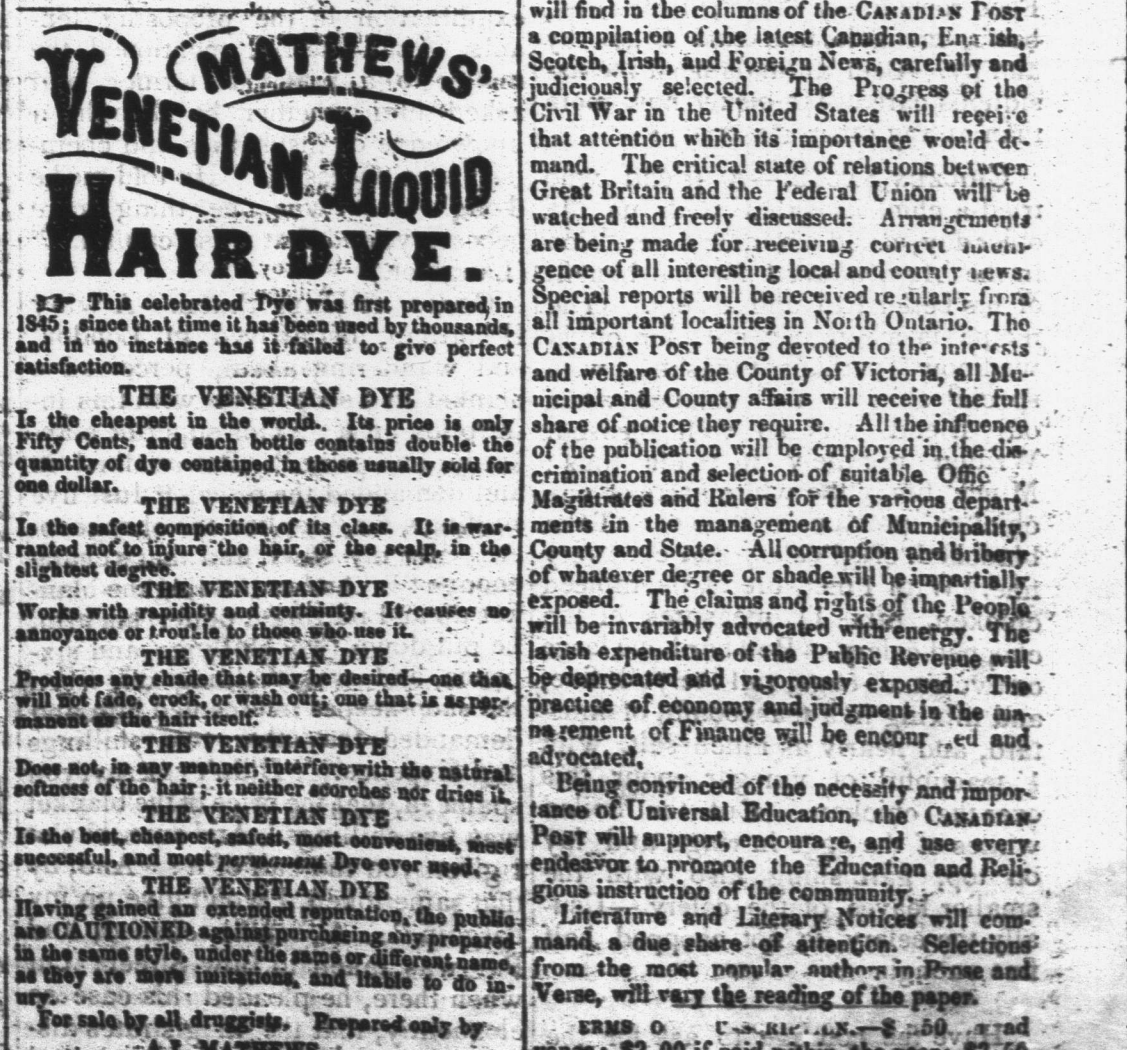 MATHEWS'
VENETIAN LIQUID
HAIR DYE.
☞ This celebrated Dye was first prepared in
1845; since that time it has been used by thousands,
and in no instance has it failed to give perfect
satisfaction.
THE VENETIAN DYE
Is the cheapest in the world. Its price is only
Fifty Cents, and each bottle contains double the
quantity of dye contained in those usually sold for
one dollar.
THE VENETIAN DYE
Is the safest composition of its class. It is war-
ranted not to injure the hair, or the scalp, in the
slightest degree.
THE VENETIAN DYE
Works with rapidity and certainty. It causes no
annoyance or trouble to those who use it.
THE VENETIAN DYE
Produces any shade that may be desired—one that
will not fade, crock, or wash out; one that is as per-
manent as the hair itself.
THE VENETIAN DYE
Does not, in any manner, interfere with the natural
softness of the hair; it neither scorches nor dries it.
THE VENETIAN DYE
Is the best, cheapest, safest, most convenient, most
successful, and most permanent Dye ever used.
THE VENETIAN DYE
Having gained an extended reputation, the public
are CAUTIONED against purchasing any prepared
in the same style, under the same or different name,
as they are mere imitations, and liable to do in-
ury.
For sale by all druggists. Prepared only by
A. I. MATHEWS
will find in the columns of the CANADIAN POST
a compilation of the latest Canadian, English,
Scotch, Irish, and Foreign News, carefully and
judiciously selected. The Progress of the
Civil War in the United States will receive
that attention which its importance would de-
mand. The critical state of relations between
Great Britain and the Federal Union will be
watched and freely discussed. Arrangements
are being made for receiving correct intelli-
gence of all interesting local and county news.
Special reports will be received regularly from
all important localities in North Ontario. The
CANADIAN POST being devoted to the interests
and welfare of the County of Victoria, all Mu-
nicipal and County affairs will receive the full
share of notice they require. All the influence
of the publication will be employed in the dis-
crimination and selection of suitable Offic
Magistrates and Rulers for the various depart-
ments in the management of Municipality,
County and State. All corruption and bribery
of whatever degree or shade will be impartially
exposed. The claims and rights of the People
will be invariably advocated with energy. The
lavish expenditure of the Public Revenue will
be deprecated and vigorously exposed. The
practice of economy and judgment in the ma-
nagement of Finance will be encouraged and
advocated.
Being convinced of the necessity and impor-
tance of Universal Education, the CANADIAN
POST will support, encourage, and use every
endeavor to promote the Education and Reli-
gious instruction of the community.
Literature and Literary Notices will com-
mand a due share of attention. Selections
from the most popular authors in Prose and
Verse, will vary the reading of the paper.